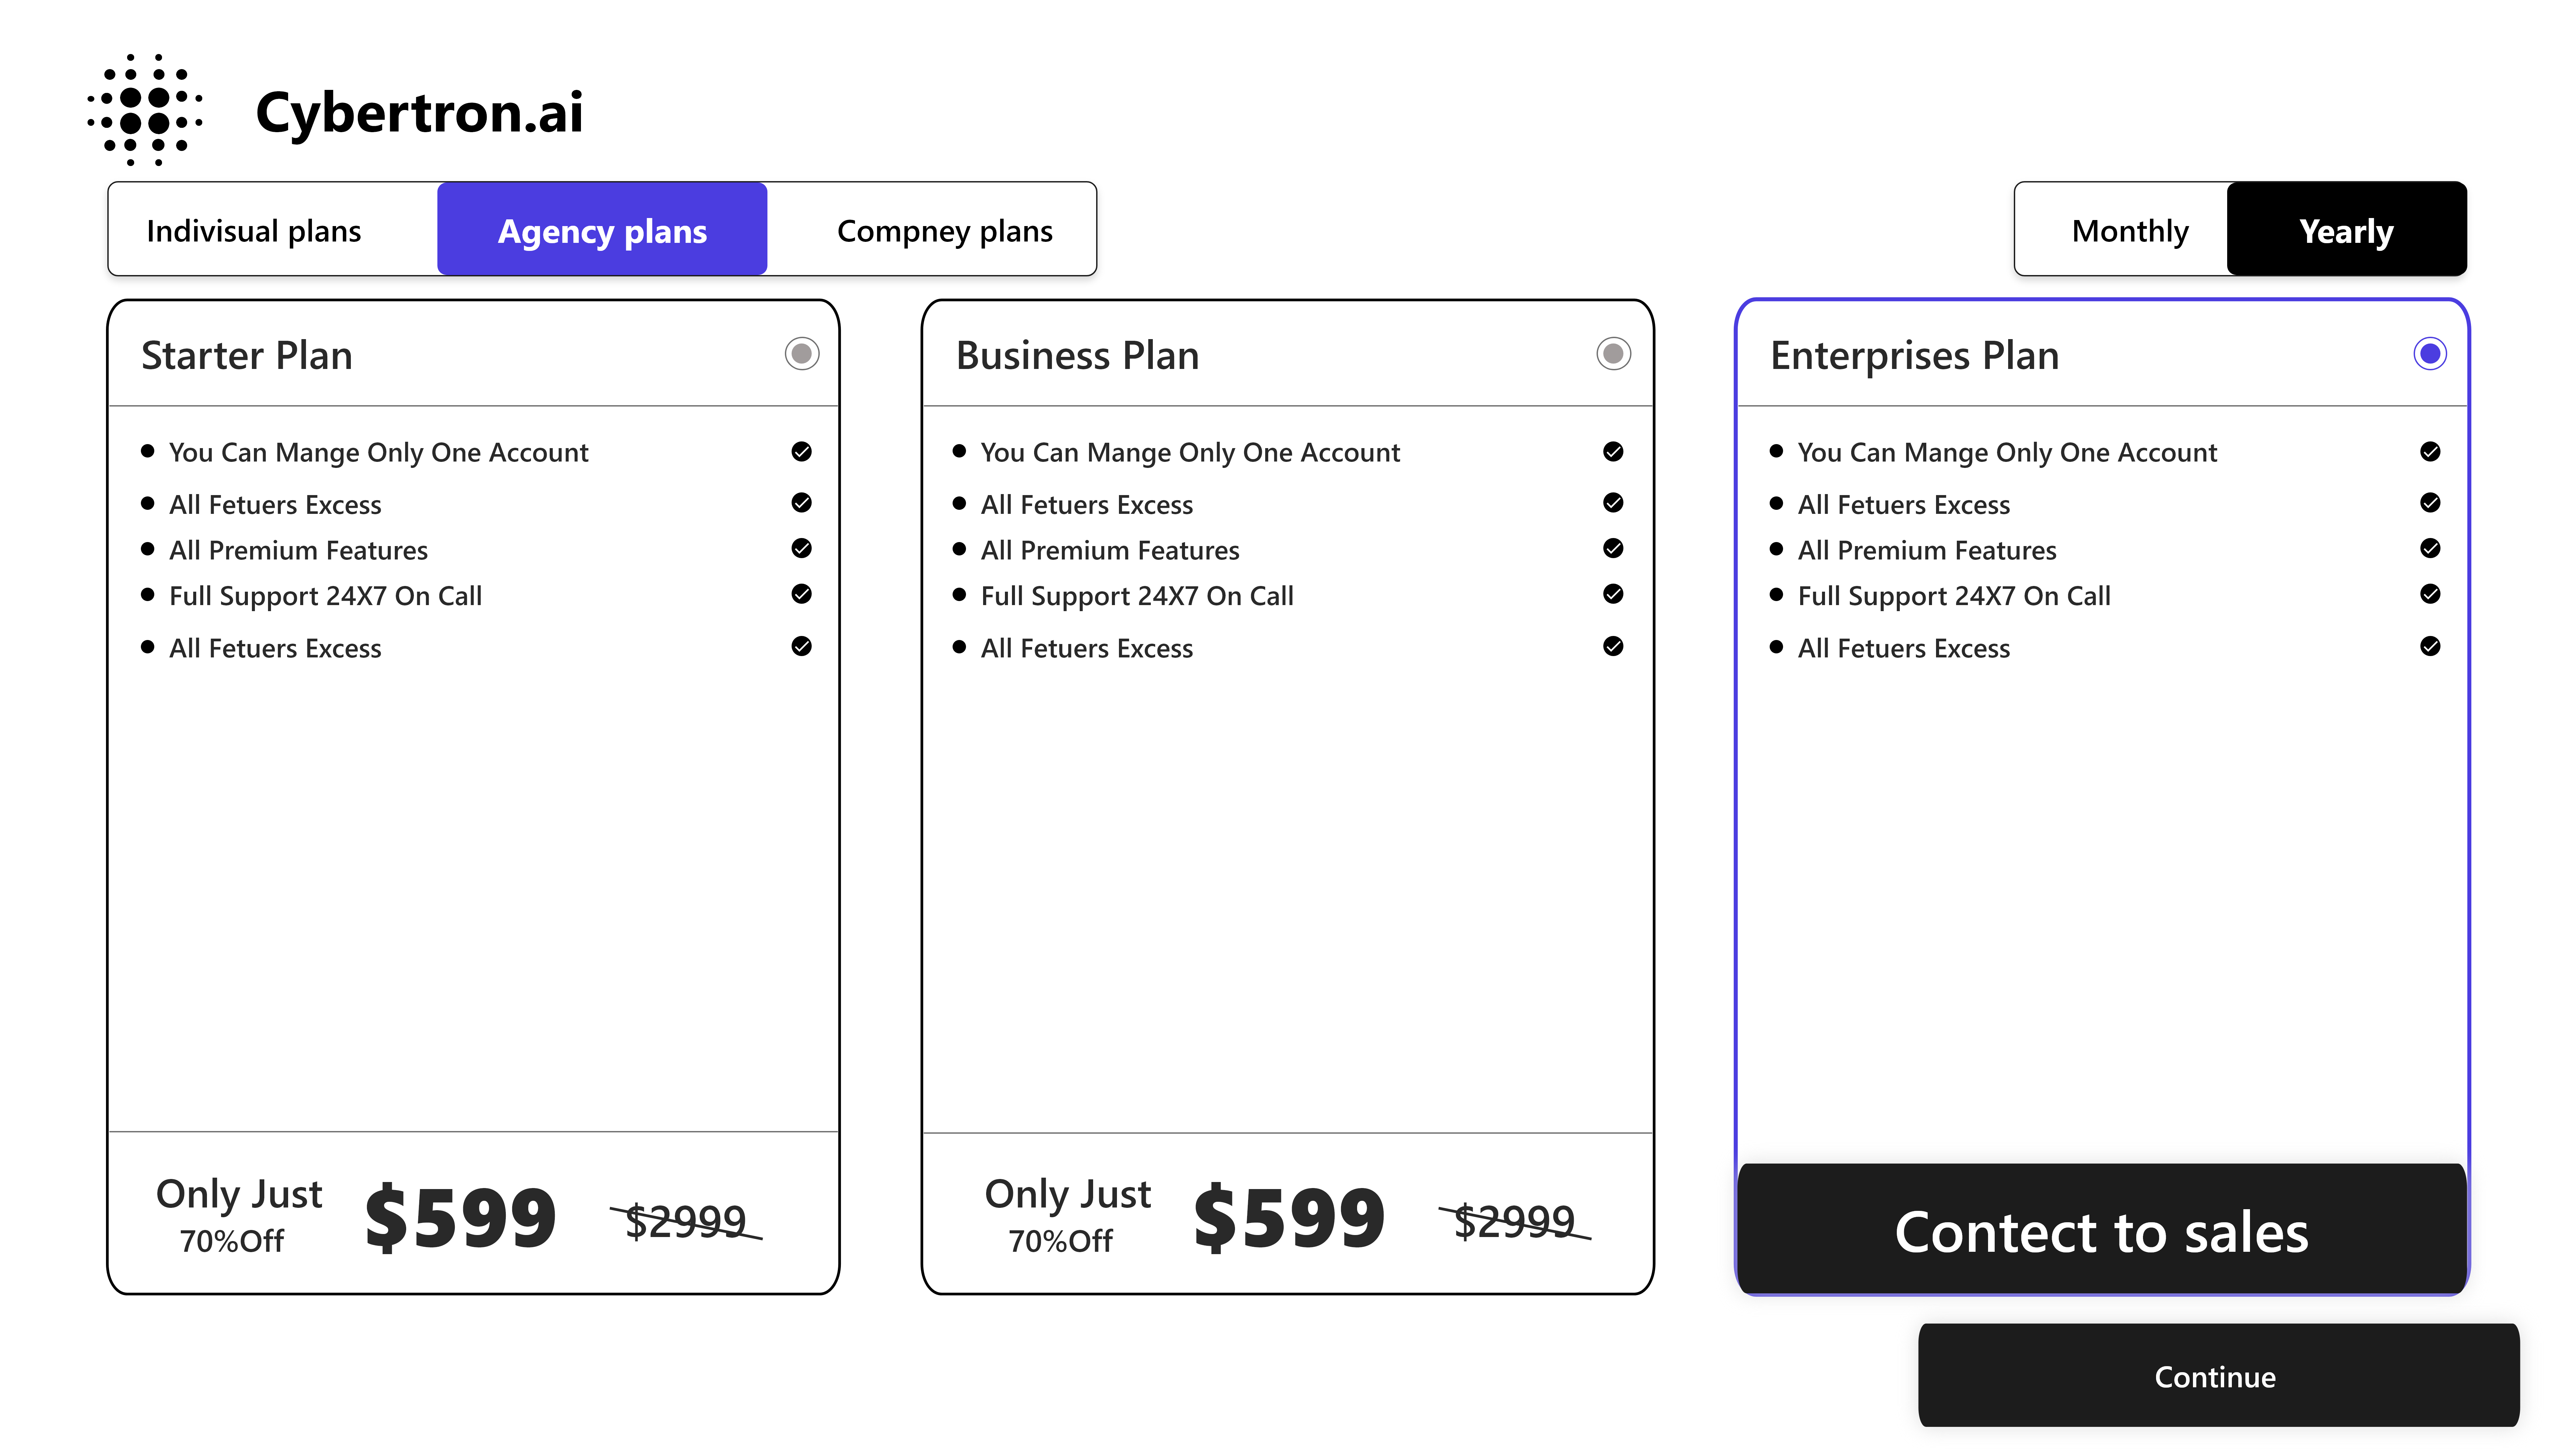 Cybertron.ai
Indivisual plans
Agency plans
Compney plans
Monthly
Yearly
Starter Plan
You Can Mange Only One Account
All Fetuers Excess
All Premium Features
Full Support 24X7 On Call
All Fetuers Excess
Only Just
70%Off
$599
$2999
Business Plan
You Can Mange Only One Account
All Fetuers Excess
All Premium Features
Full Support 24X7 On Call
All Fetuers Excess
Only Just
70%Off
$599
$2999
Enterprises Plan
You Can Mange Only One Account
All Fetuers Excess
All Premium Features
Full Support 24X7 On Call
All Fetuers Excess
Contect to sales
Continue